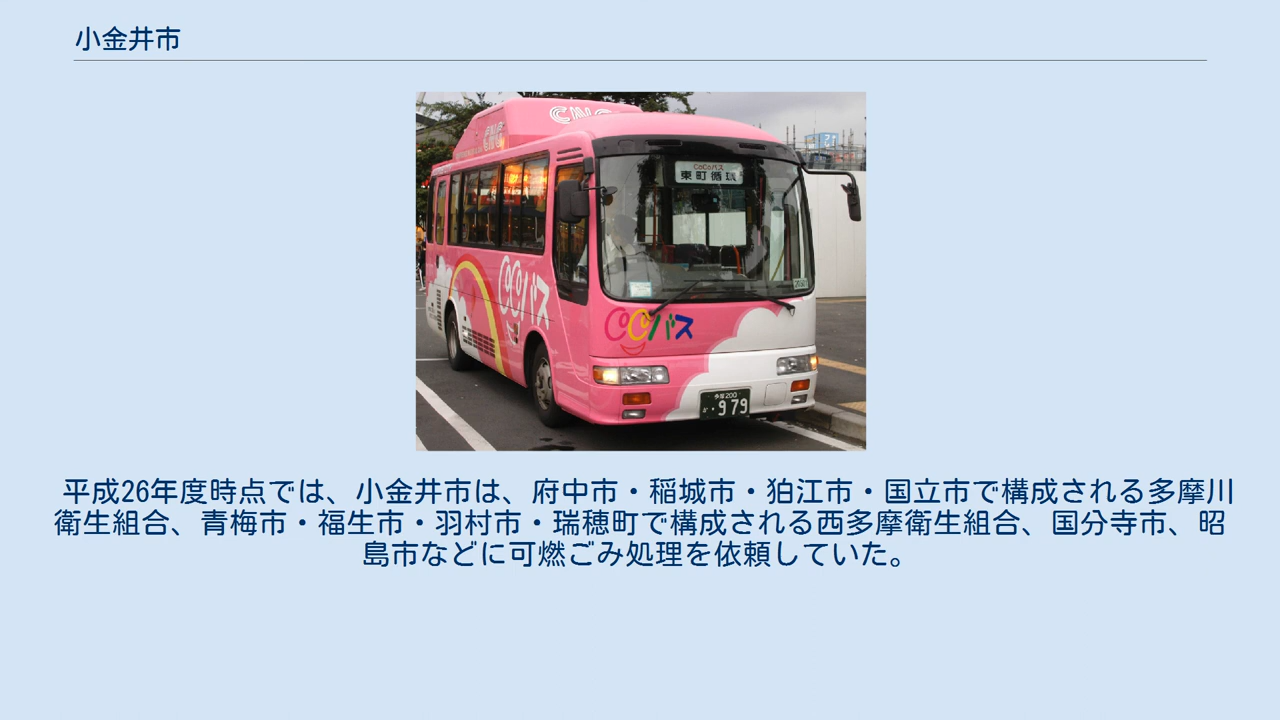 小金井市
CNG
CoCoバス
東町循環
CoCoバス
CoCoバス
多摩200
979
平成26年度時点では、小金井市は、府中市・稲城市・狛江市・国立市で構成される多摩川
衛生組合、青梅市・福生市・羽村市・瑞穂町で構成される西多摩衛生組合、国分寺市、昭
島市などに可燃ごみ処理を依頼していた。